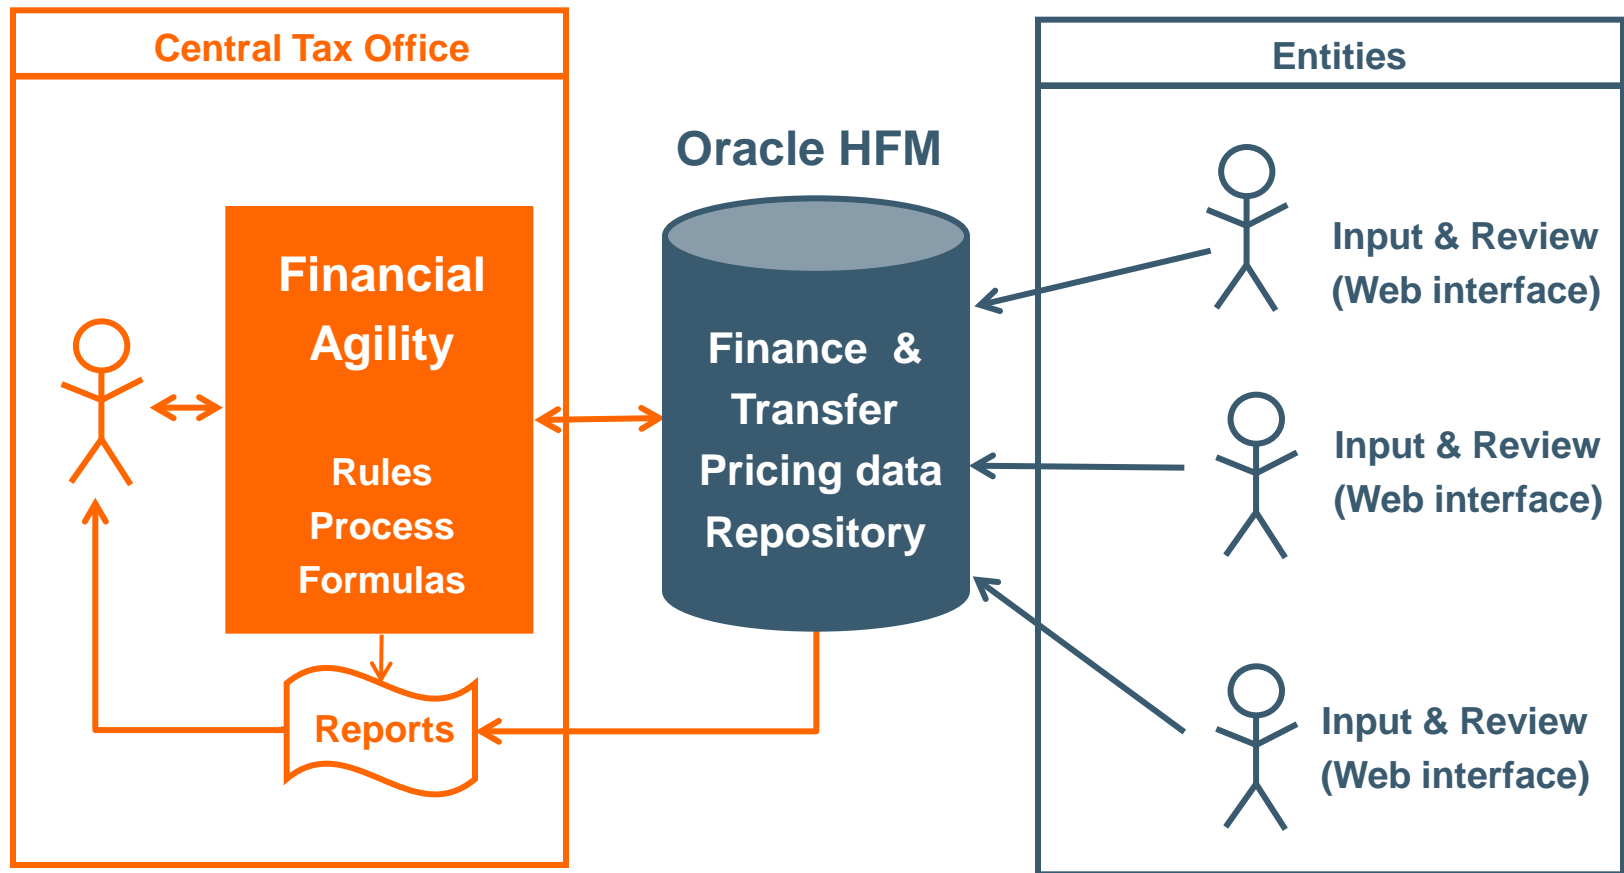 Central Tax Office
Financial
Agility
Rules
Process
Formulas
Reports
Oracle HFM
Finance &
Transfer
Pricing data
Repository
Entities
Input & Review
(Web interface)
Input & Review
(Web interface)
Input & Review
(Web interface)